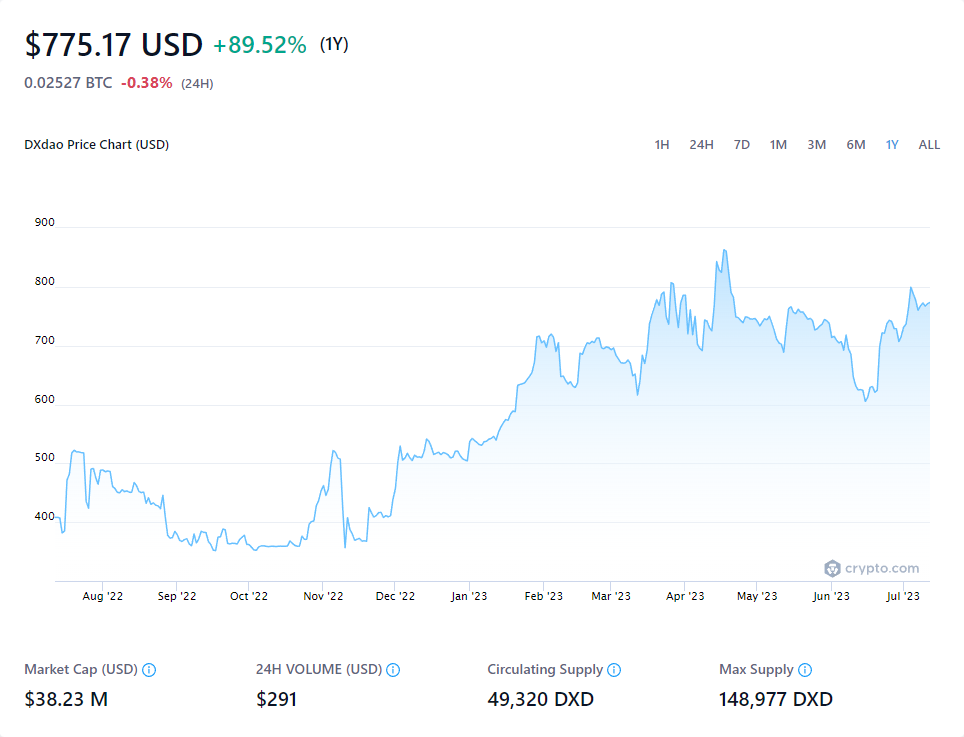 $775.17 USD +89.52% (1Y)
0.02527 BTC -0.38% (24H)
DXdao Price Chart (USD) 1H 24H 7D 1M 3M 6M 1Y ALL
900
800
700
600
500
400
crypto.com
Aug '22 Sep '22 Oct '22 Nov '22 Dec '22 Jan '23 Feb '23 Mar '23 Apr '23 May '23 Jun '23 Jul '23
Market Cap (USD) 24H VOLUME (USD) Circulating Supply Max Supply
$38.23 M $291 49,320 DXD 148,977 DXD